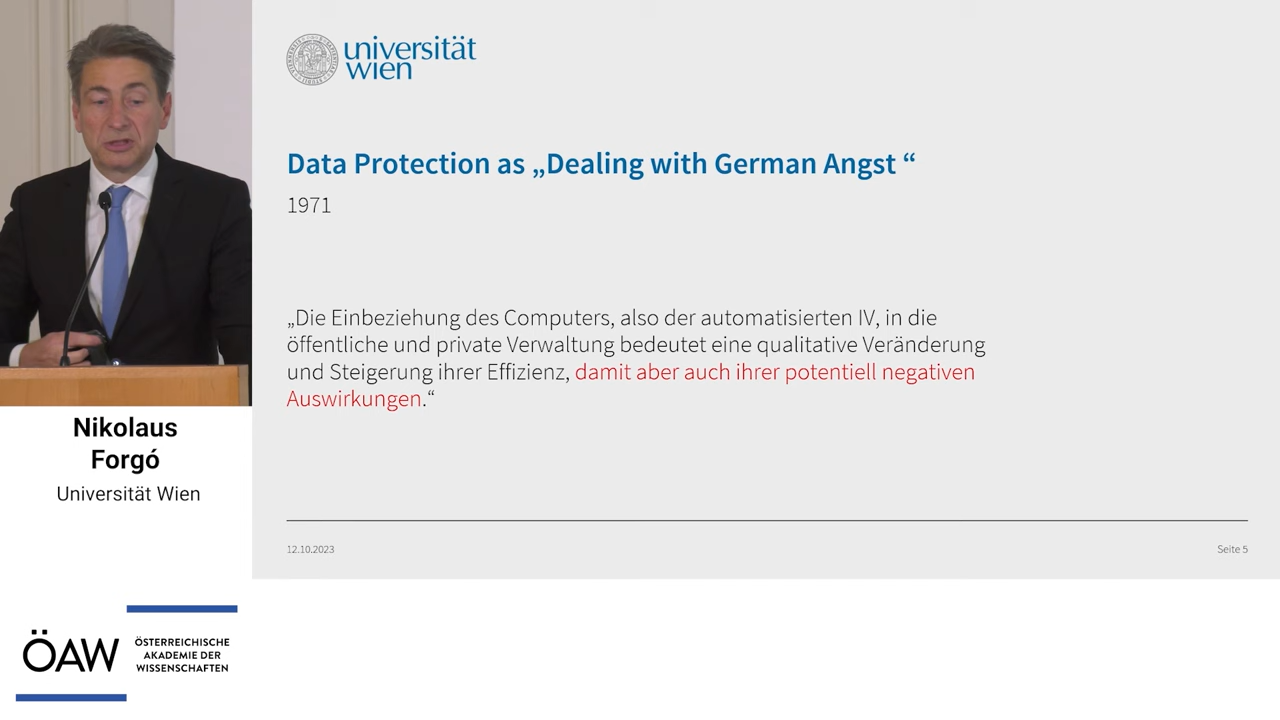 universität
wien
Data Protection as „Dealing with German Angst “
1971
„Die Einbeziehung des Computers, also der automatisierten IV, in die
öffentliche und private Verwaltung bedeutet eine qualitative Veränderung
und Steigerung ihrer Effizienz, damit aber auch ihrer potentiell negativen
Auswirkungen.“
12.10.2023
Seite 5
Nikolaus
Forgó
Universität Wien
ÖAW
ÖSTERREICHISCHE
AKADEMIE DER
WISSENSCHAFTEN